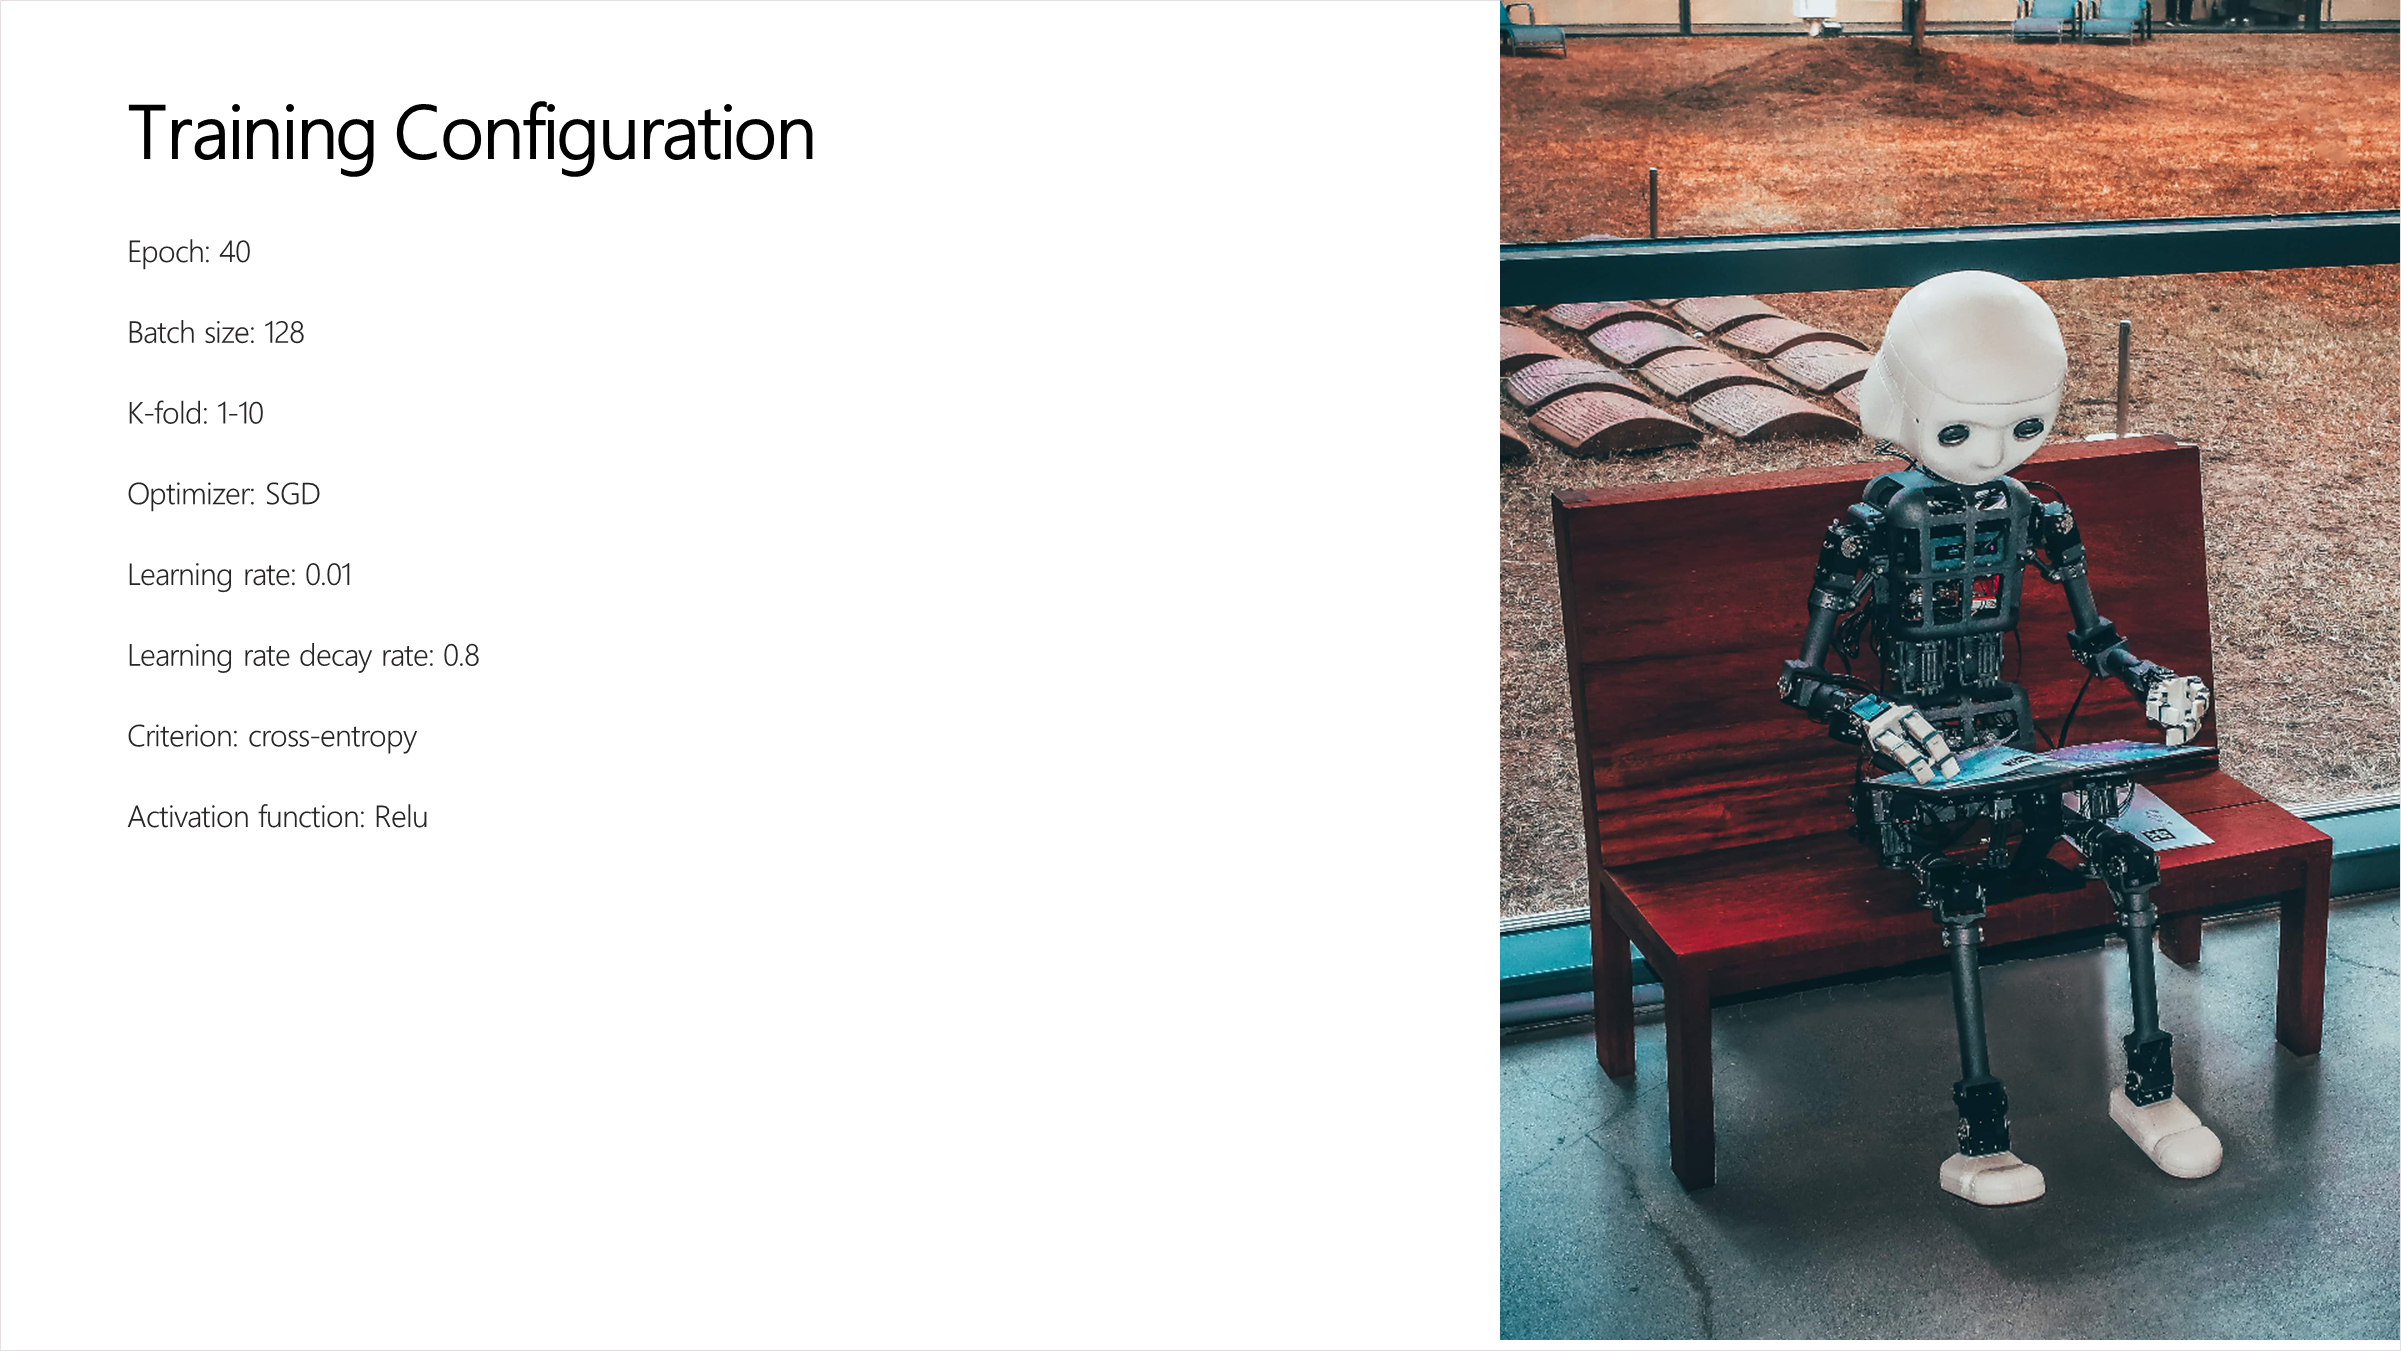 Training Configuration
Epoch: 40
Batch size: 128
K-fold: 1-10
Optimizer: SGD
Learning rate: 0.01
Learning rate decay rate: 0.8
Criterion: cross-entropy
Activation function: Relu